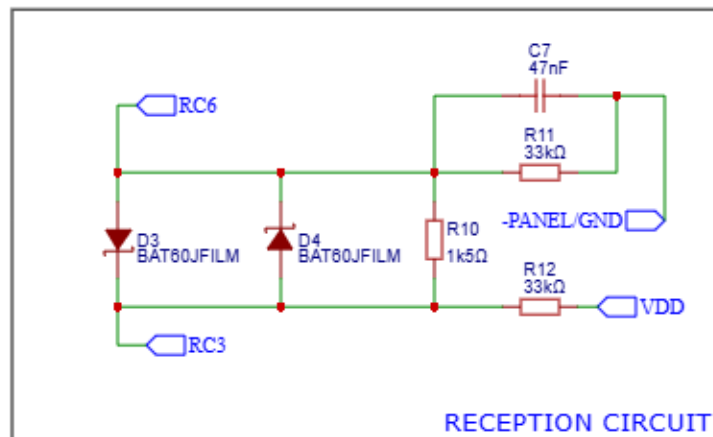 C7
47nF
RC6
R11
33kΩ
-PANEL/GND
D3
BAT60JFILM
D4
BAT60JFILM
R10
1k5Ω
R12
33kΩ
VDD
RC3
RECEPTION CIRCUIT